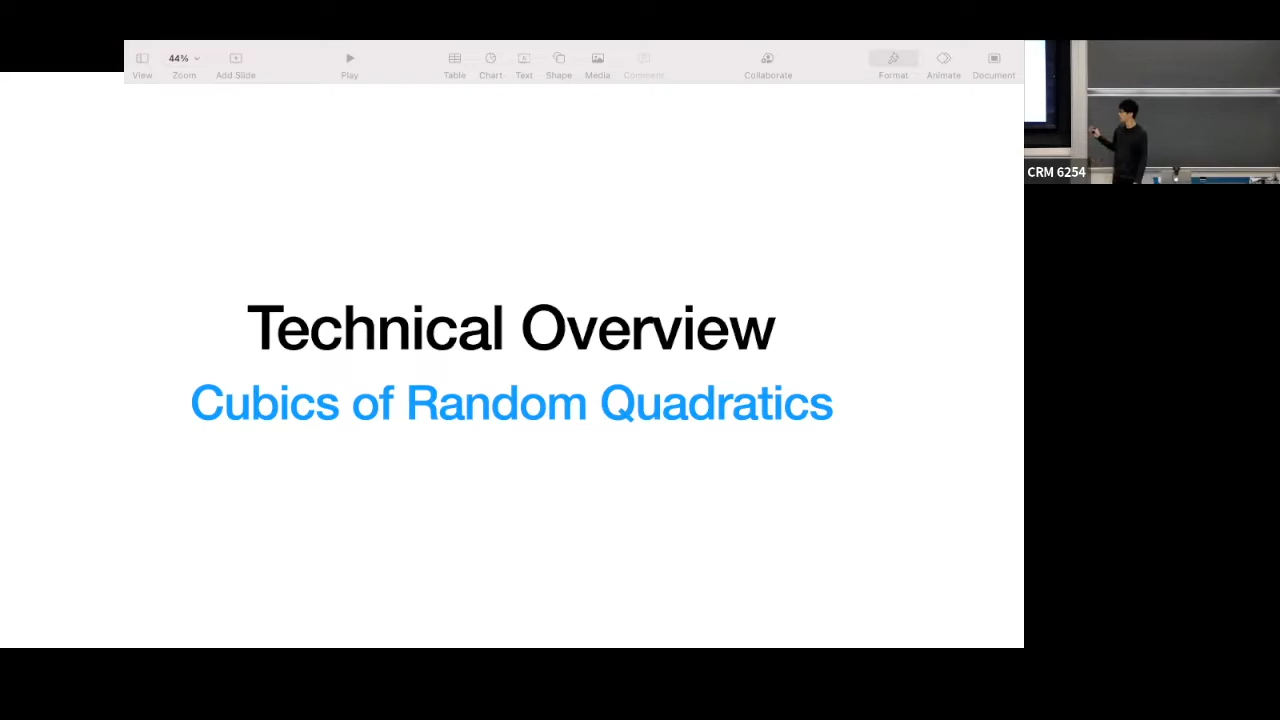 44%
View Zoom Add Slide Play Table Chart Text Shape Media Comment Collaborate Format Animate Document
CRM 6254
Technical Overview
Cubics of Random Quadratics